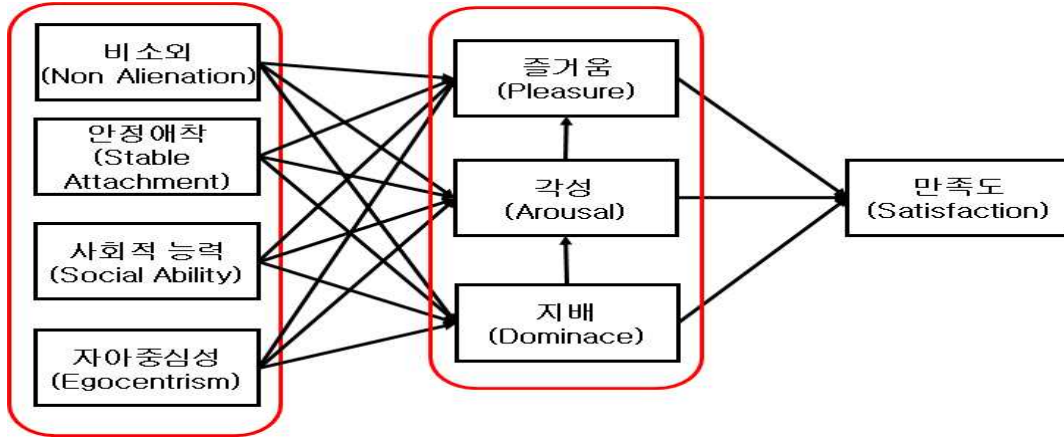 비소외
(Non Alienation)
안정애착
(Stable
Attachment)
사회적 능력
(Social Ability)
자아중심성
(Egocentrism)
즐거움
(Pleasure)
각성
(Arousal)
지배
(Dominace)
만족도
(Satisfaction)